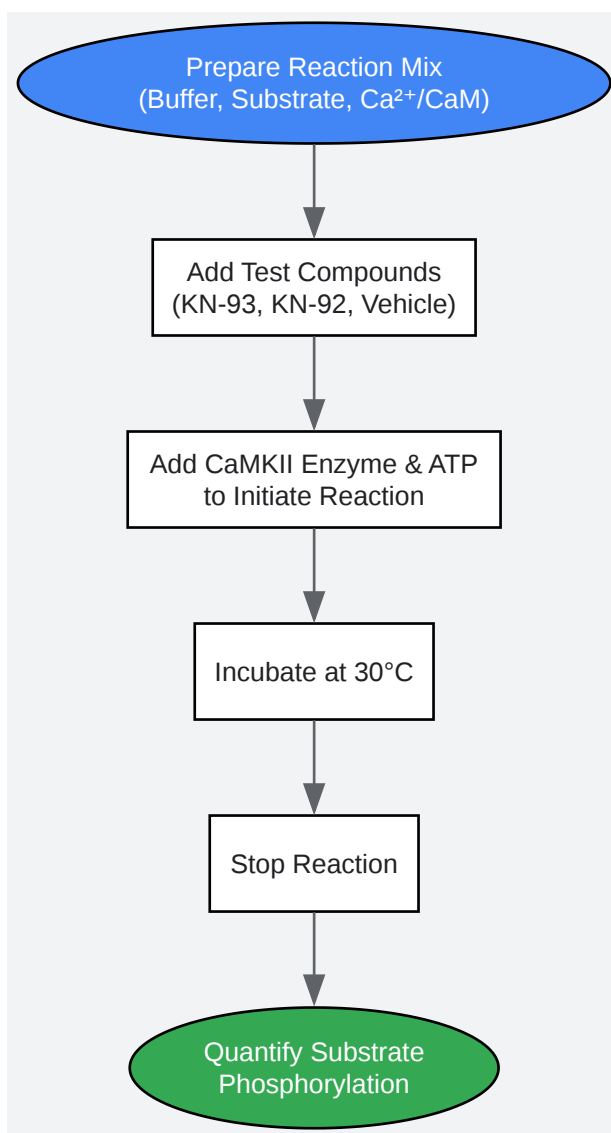 Prepare Reaction Mix
(Buffer, Substrate, Ca²⁺/CaM)
Add Test Compounds
(KN-93, KN-92, Vehicle)
Add CaMKII Enzyme & ATP
to Initiate Reaction
Incubate at 30°C
Stop Reaction
Quantify Substrate
Phosphorylation